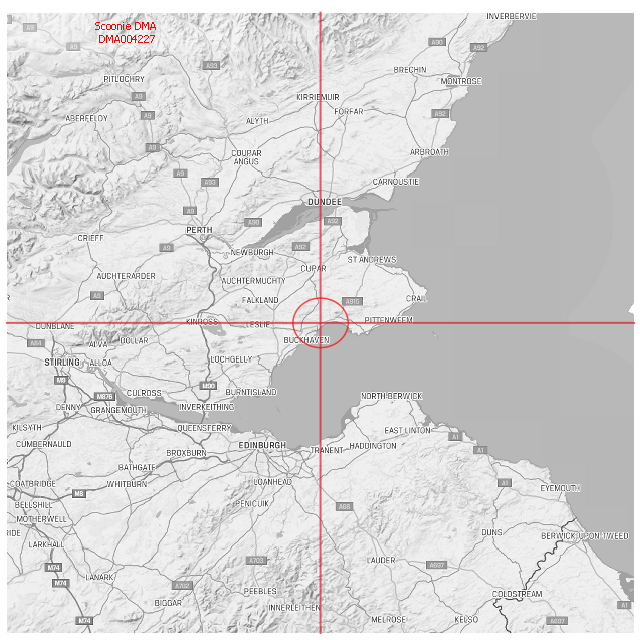 INVERBERVIE
Scoonie DMA
DMA004227
A9
A9
A90
A92
A93
BRECHIN
PITLOCHRY
MONTROSE
A9
KIRRIEMUIR
ABERFELDY
A9
FORFAR
A92
ALYTH
A9
COUPAR
ANGUS
ARBROATH
A9
A93
CARNOUSTIE
DUNDEE
A9
A90
A92
PERTH
CRIEFF
A9
A92
NEWBURGH
ST ANDREWS
CUPAR
AUCHTERARDER
AUCHTERMUCHTY
A9
FALKLAND
A915
CRAIL
R
KINROSS
PITTENWEEM
DUNBLANE
LESLIE
A84
ALVA
DOLLAR
BUCKHAVEN
STIRLING
ALLOA
LOCHGELLY
M9
M90
CULROSS
BURNTISLAND
M876
NORTH BERWICK
DENNY
GRANGEMOUTH
INVERKEITHING
KILSYTH
QUEENSFERRY
EAST LINTON
A1
CUMBERNAULD
EDINBURGH
HADDINGTON
A1
BROXBURN
TRANENT
BATHGATE
COATBRIDGE
WHITBURN
LOANHEAD
A1
EYEMOUTH
M8
BELLSHILL
PENICUIK
A68
MOTHERWELL
RIDE
DUNS
BERWICK-UPON-TWEED
LARKHALL
A703
LAUDER
A697
M74
LANARK
M74
A702
PEEBLES
COLDSTREAM
BIGGAR
INNERLEITHEN
A1
M74
MELROSE
KELSO
A697